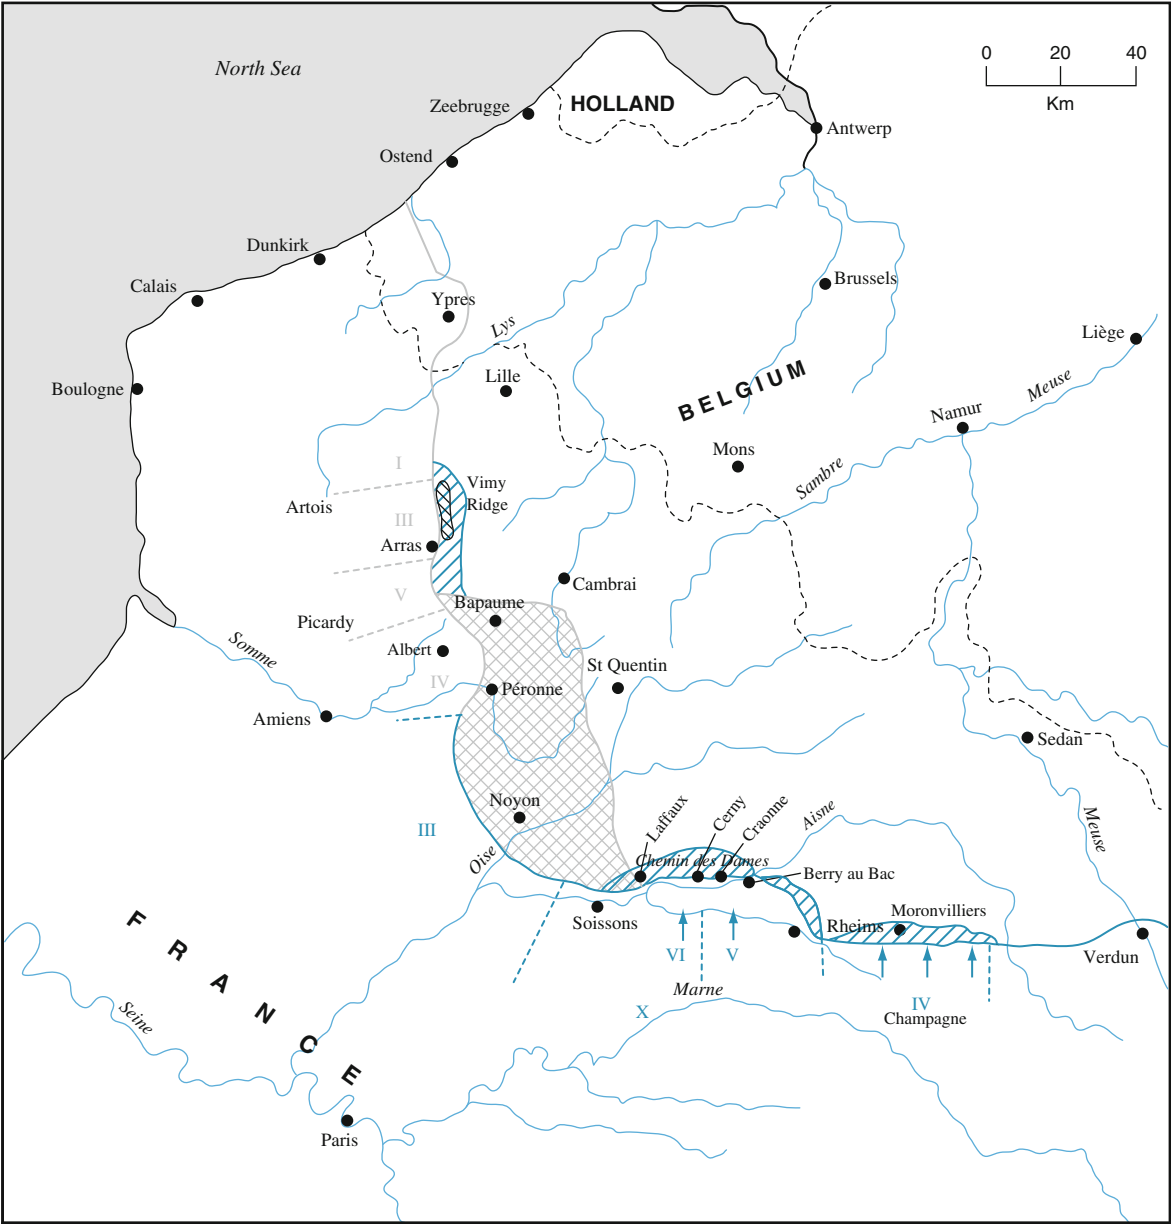 North Sea
0 20 40
Km
Zeebrugge
HOLLAND
Antwerp
Ostend
Dunkirk
Calais
Brussels
Ypres
Lys
Liège
Boulogne
Lille
BELGIUM
Meuse
Namur
Mons
Sambre
I
Vimy
Ridge
Artois
III
Arras
V
Cambrai
Bapaume
Picardy
Somme
Albert
IV
St Quentin
Péronne
Amiens
Sedan
Noyon
III
Oise
Laffaux
Cerny
Craonne
Aisne
Meuse
Chemin des Dames
Berry au Bac
Soissons
Rheims
Moronvilliers
Verdun
VI
V
Marne
X
IV
Champagne
FRANCE
Seine
Paris